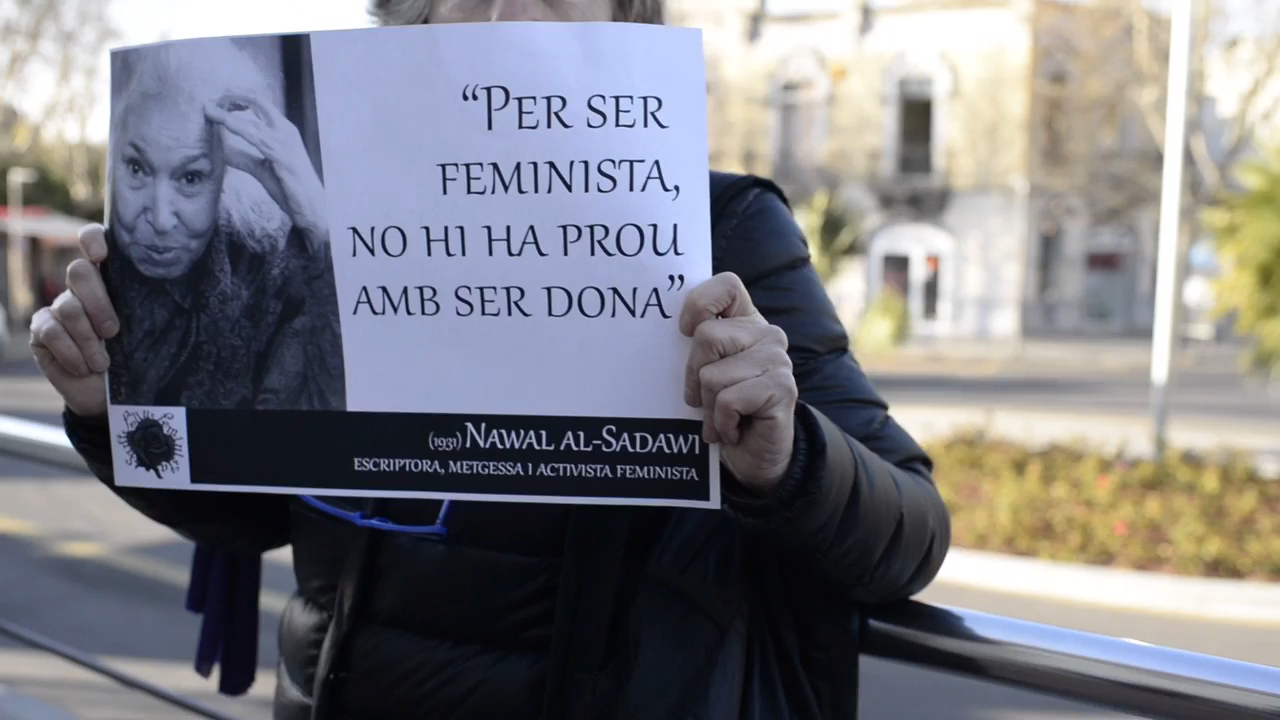 “PER SER
FEMINISTA,
NO HI HA PROU
AMB SER DONA”
(1931) NAWAL AL-SADAWI
ESCRIPTORA, METGESSA I ACTIVISTA FEMINISTA